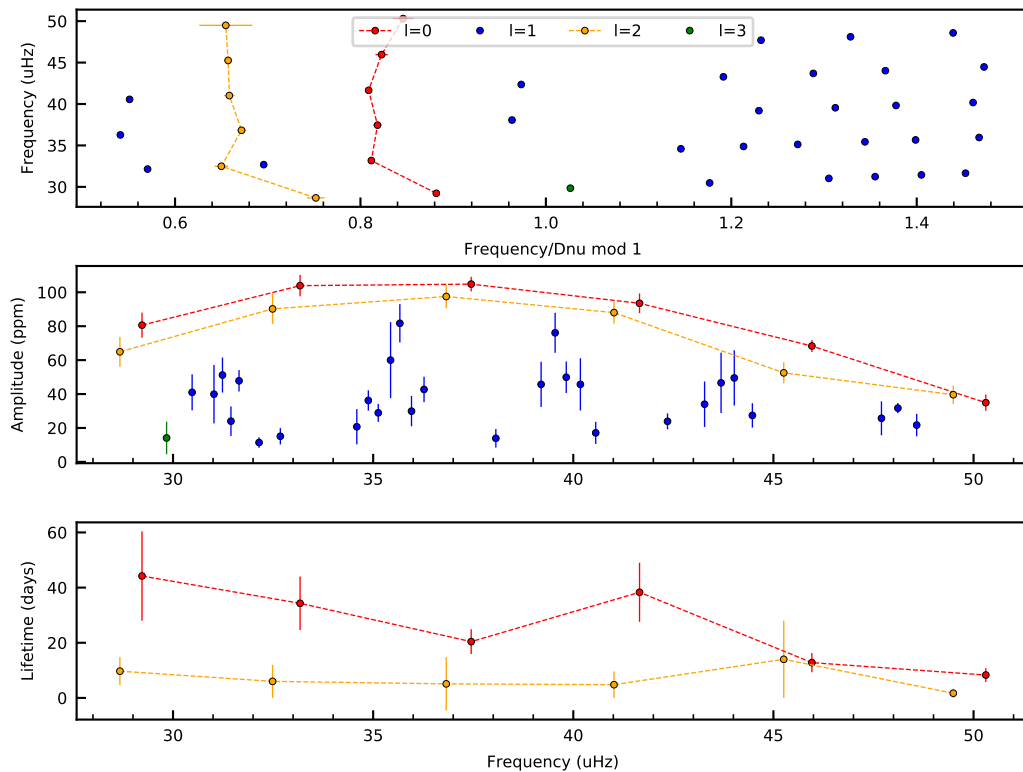 50
45
40
35
30
Frequency (uHz)
l=0 l=1 l=2 l=3
0.6 0.8 1.0 1.2 1.4
Frequency/Dnu mod 1
100
80
60
40
20
0
Amplitude (ppm)
30 35 40 45 50
60
40
20
0
Lifetime (days)
30 35 40 45 50
Frequency (uHz)